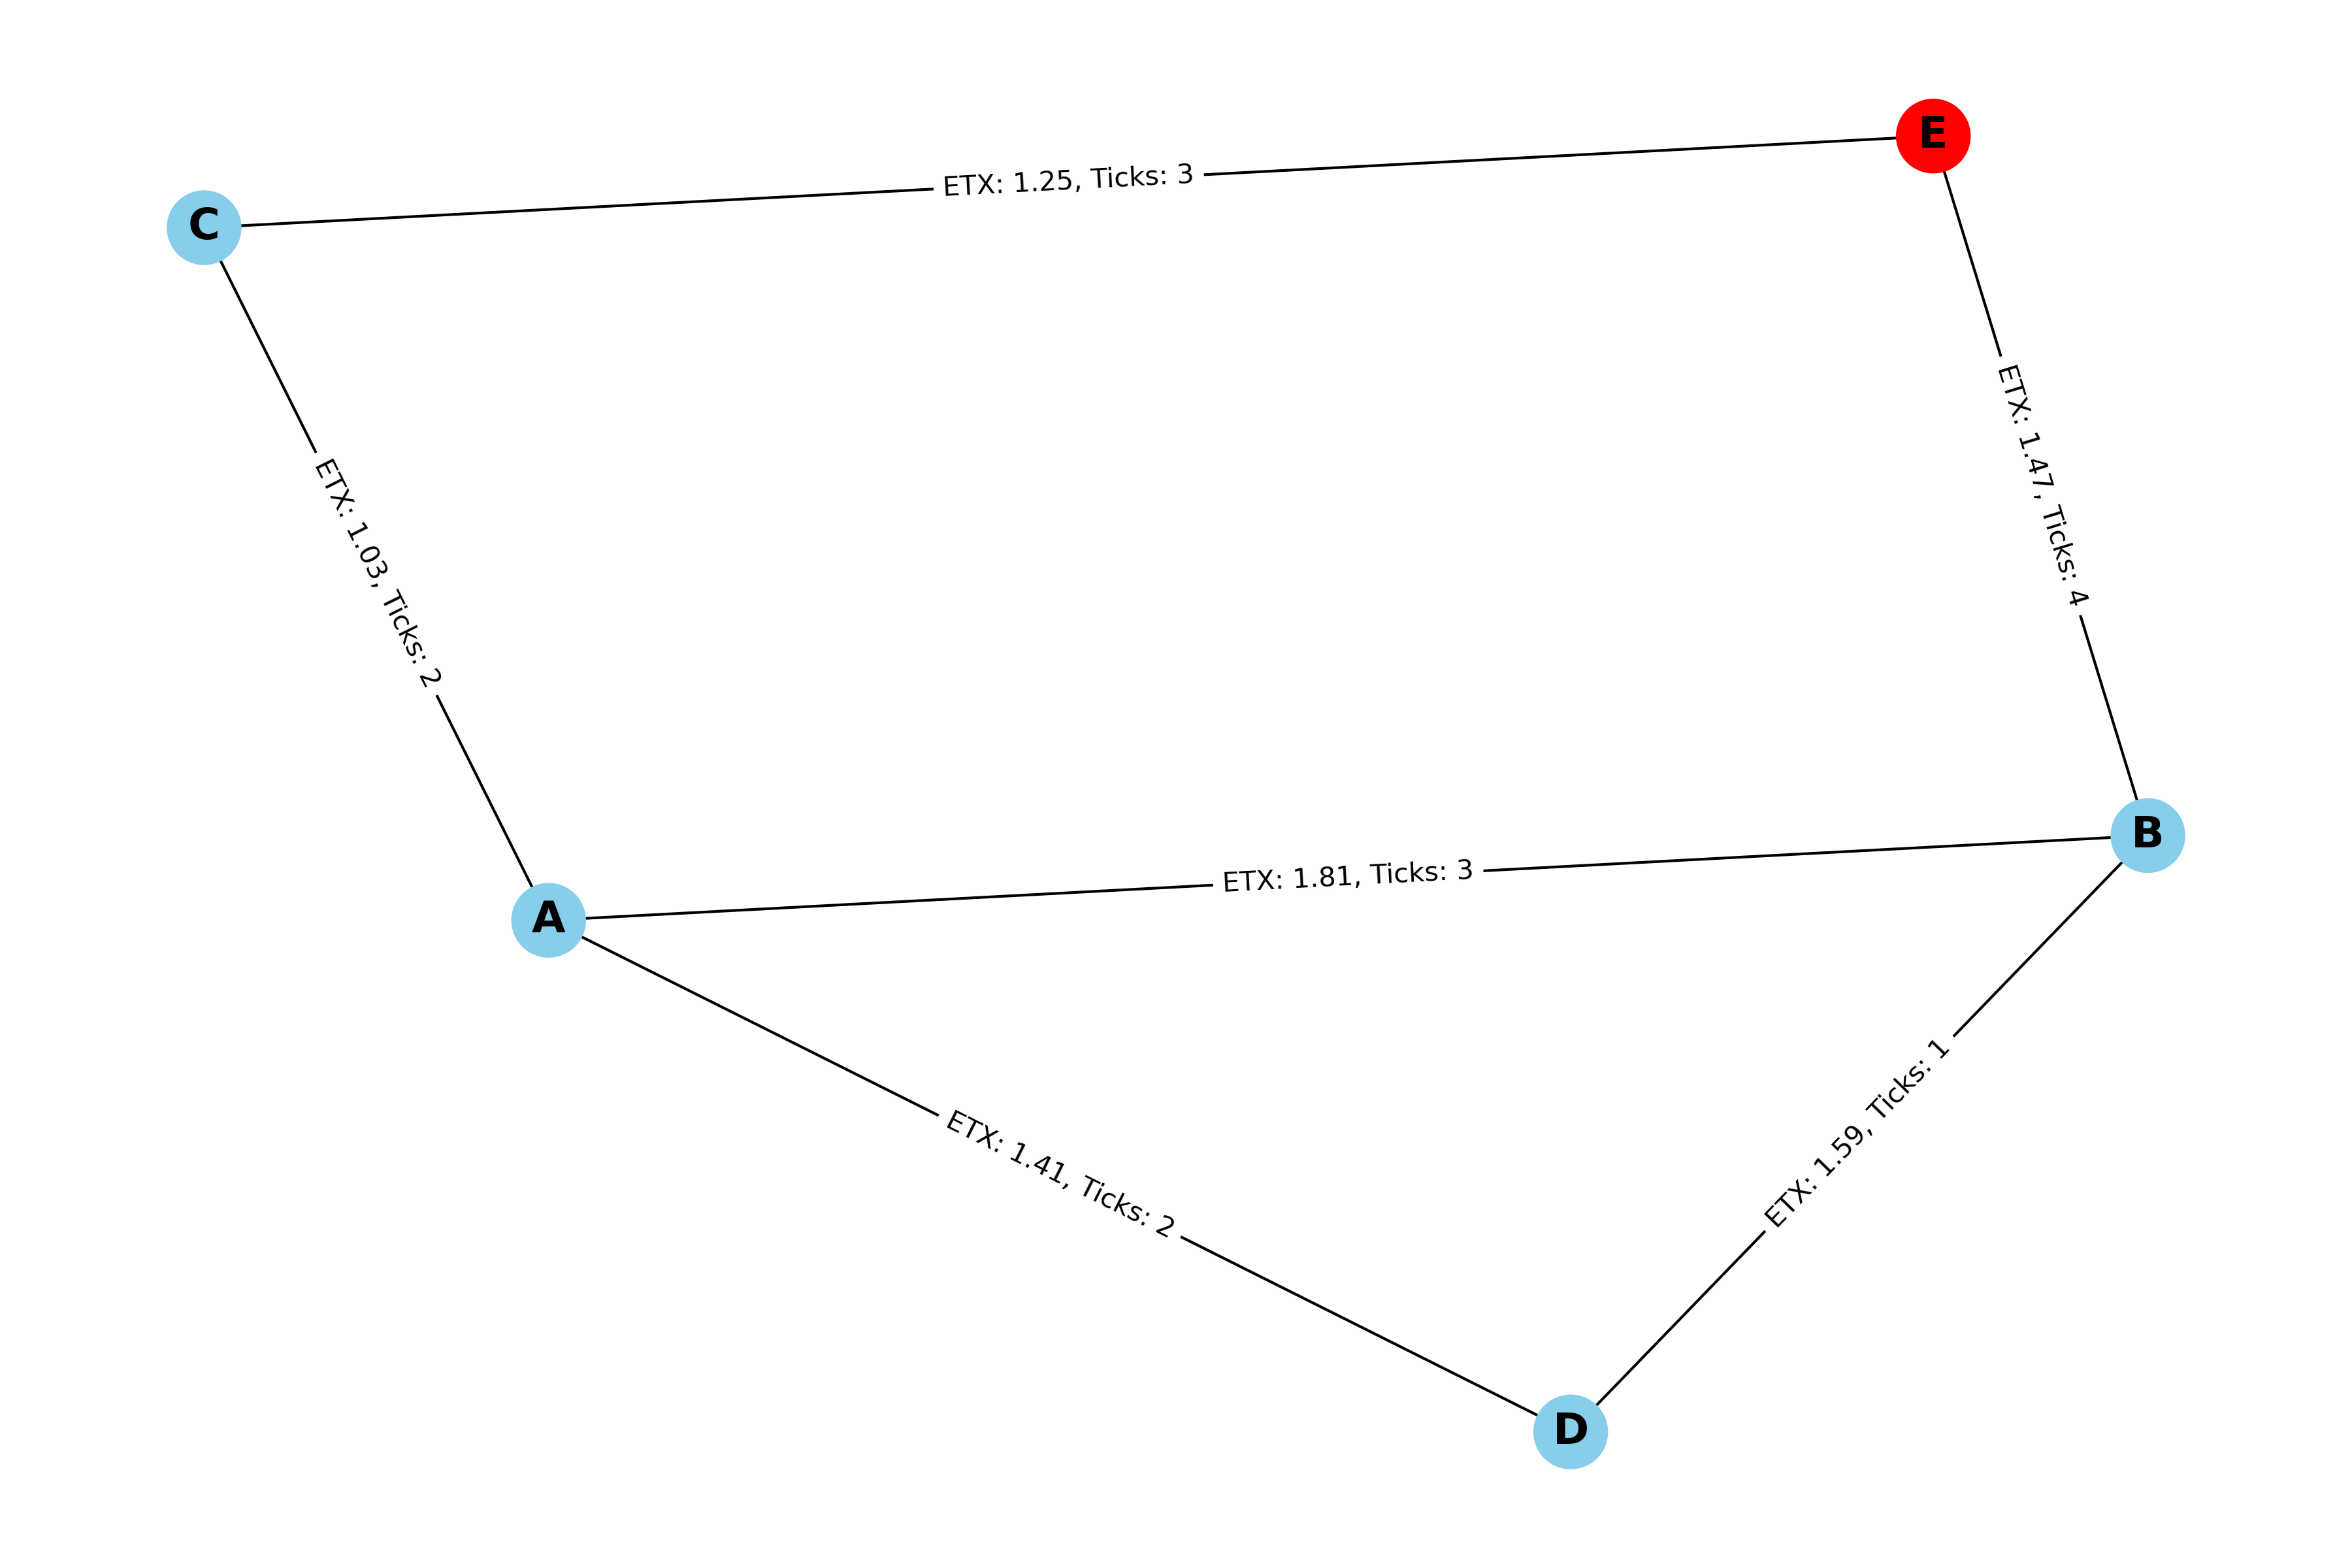 E
ETX: 1.25, Ticks: 3
C
ETX: 1.47, Ticks: 4
ETX: 1.03, Ticks: 2
B
ETX: 1.81, Ticks: 3
A
ETX: 1.59, Ticks: 1
ETX: 1.41, Ticks: 2
D